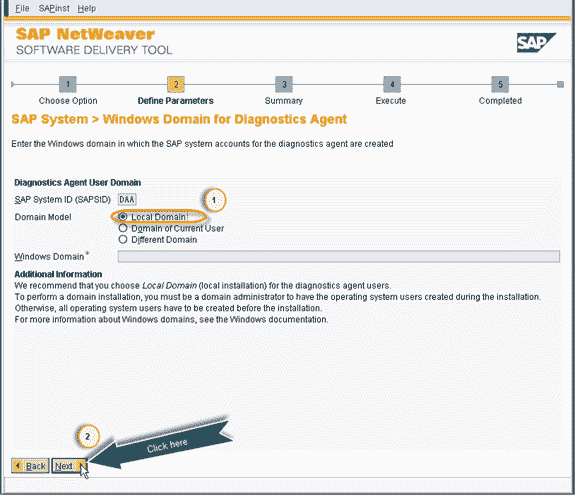 File SAPinst Help
SAP NetWeaver
SOFTWARE DELIVERY TOOL
SAP
1 2 3 4 5
Choose Option Define Parameters Summary Execute Completed
SAP System > Windows Domain for Diagnostics Agent
Enter the Windows domain in which the SAP system accounts for the diagnostics agent are created
Diagnostics Agent User Domain
SAP System ID (SAPSID) DAA 1
Domain Model Local Domain
Domain of Current User
Different Domain
Windows Domain *
Additional Information
We recommend that you choose Local Domain (local installation) for the diagnostics agent users.
To perform a domain installation, you must be a domain administrator to have the operating system users created during the installation.
Otherwise, all operating system users have to be created before the installation.
For more information about Windows domains, see the Windows documentation.
2
Click here
Back Next